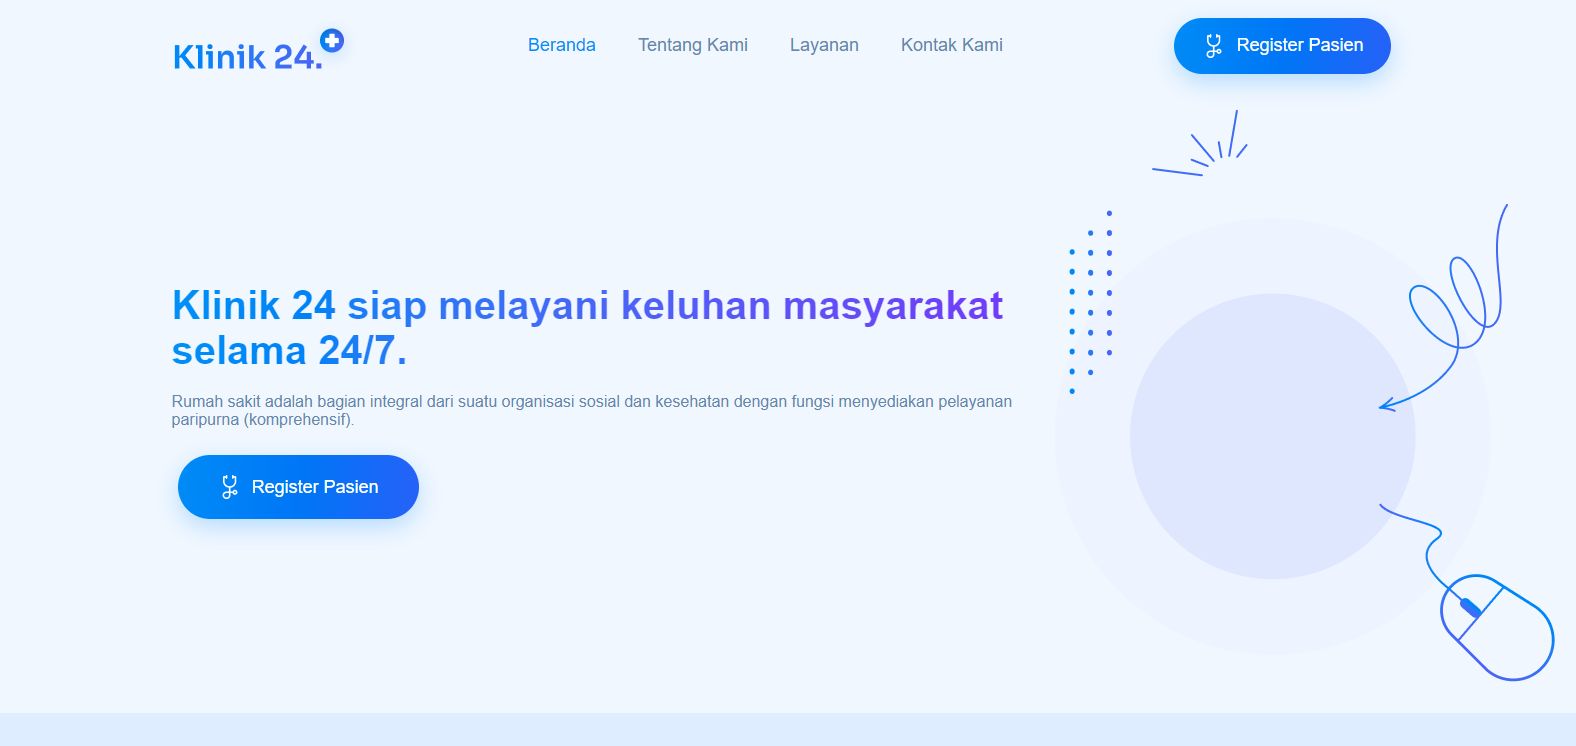 Klinik 24.
Beranda Tentang Kami Layanan Kontak Kami
Register Pasien
Klinik 24 siap melayani keluhan masyarakat
selama 24/7.
Rumah sakit adalah bagian integral dari suatu organisasi sosial dan kesehatan dengan fungsi menyediakan pelayanan
paripurna (komprehensif).
Register Pasien